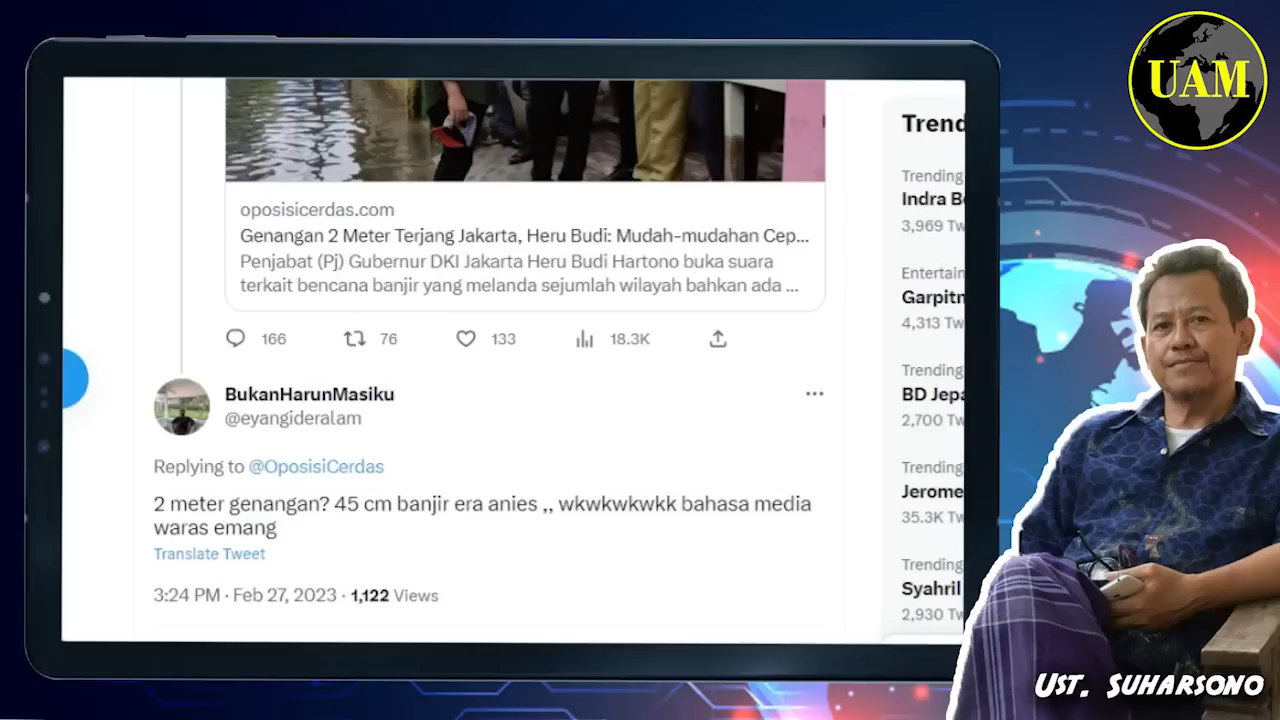 UAM
oposisicerdas.com
Genangan 2 Meter Terjang Jakarta, Heru Budi: Mudah-mudahan Cep...
Penjabat (Pj) Gubernur DKI Jakarta Heru Budi Hartono buka suara
terkait bencana banjir yang melanda sejumlah wilayah bahkan ada ...
166 76 133 18.3K
BukanHarunMasiku
@eyangideralam
Replying to @OposisiCerdas
2 meter genangan? 45 cm banjir era anies ,, wkwkwkwkk bahasa media
waras emang
Translate Tweet
3:24 PM · Feb 27, 2023 · 1,122 Views
Trend
Trending
Indra B
3,969 Tw
Entertain
Garpitn
4,313 Tw
Trending
BD Jepa
2,700 Tw
Trending
Jerome
35.3K Tw
Trending
Syahril
2,930 Tw
Ust. Suharsono